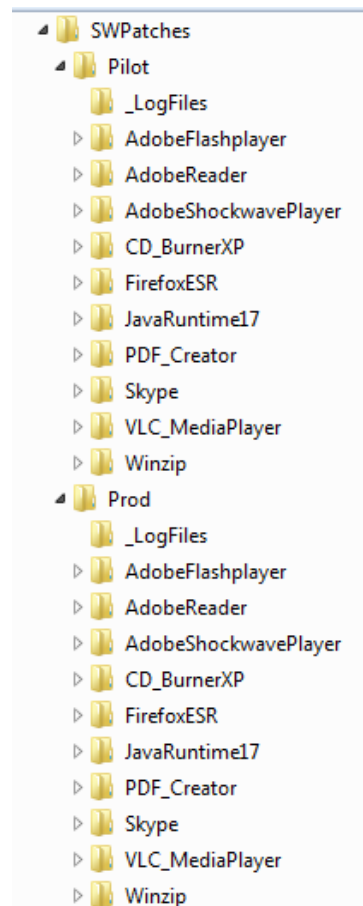 SWPatches
Pilot
_LogFiles
AdobeFlashplayer
AdobeReader
AdobeShockwavePlayer
CD_BurnerXP
FirefoxESR
JavaRuntime17
PDF_Creator
Skype
VLC_MediaPlayer
Winzip
Prod
_LogFiles
AdobeFlashplayer
AdobeReader
AdobeShockwavePlayer
CD_BurnerXP
FirefoxESR
JavaRuntime17
PDF_Creator
Skype
VLC_MediaPlayer
Winzip